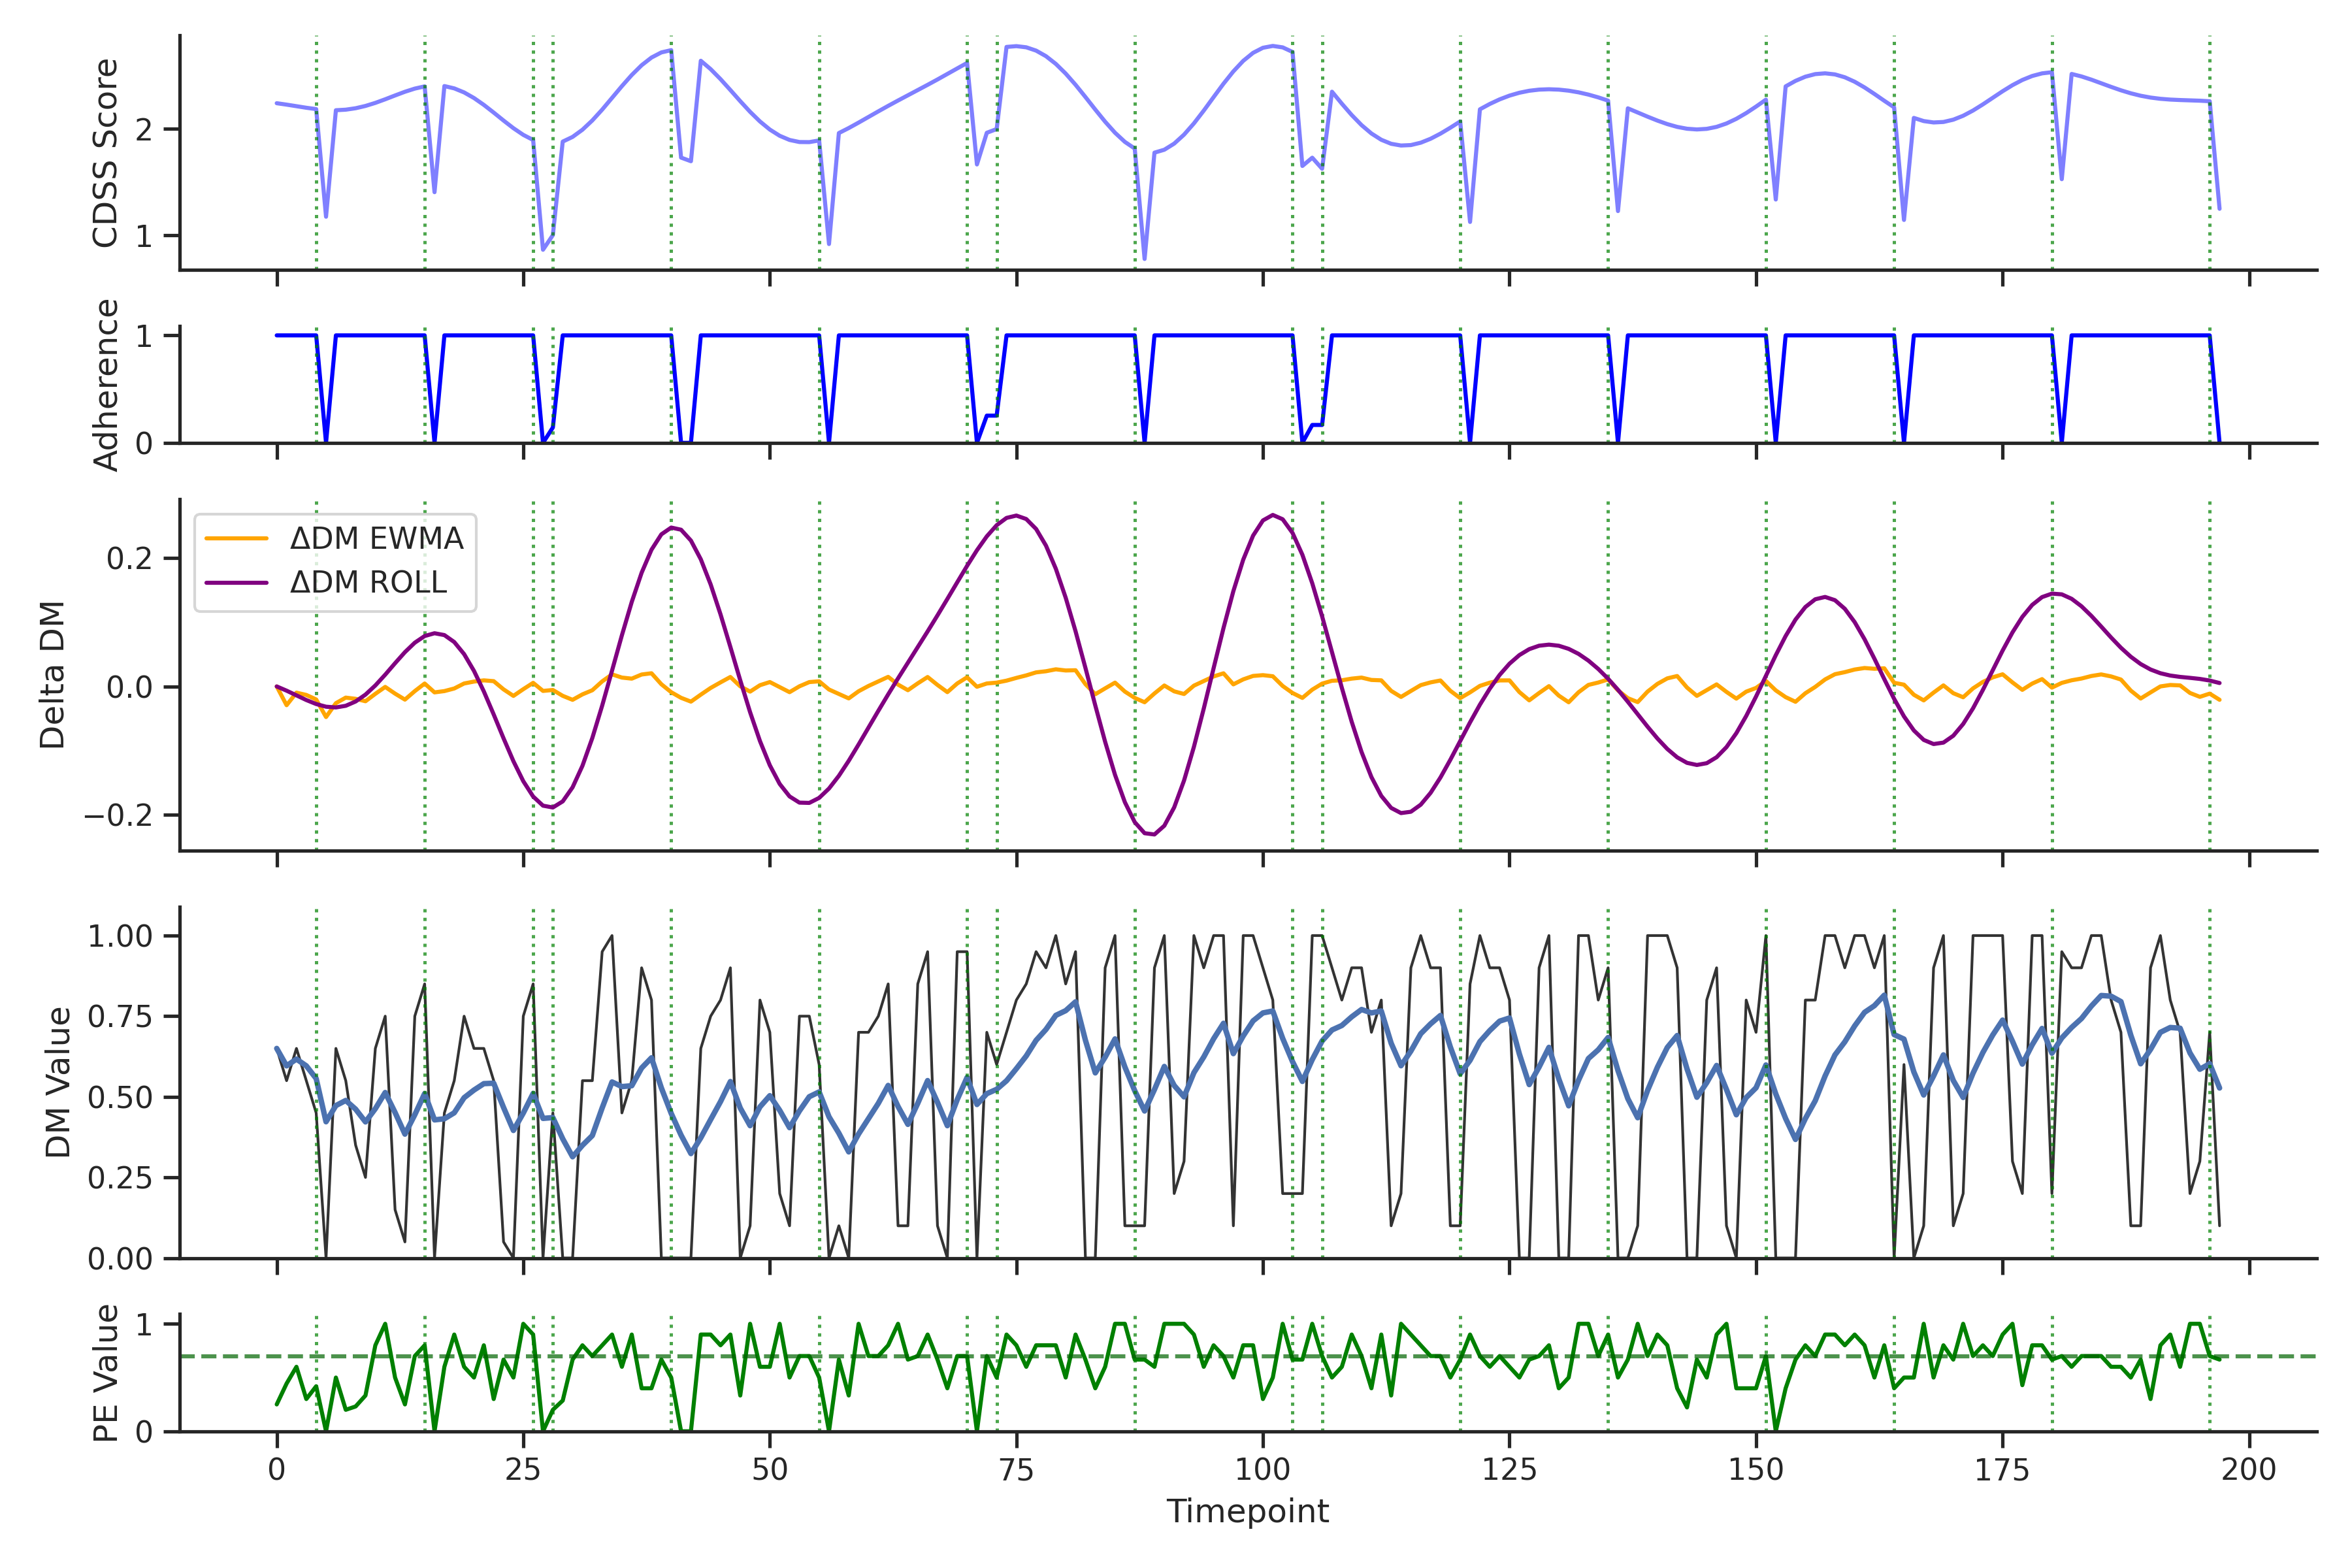 CDSS Score
2
1
Adherence
1
0
Delta DM
0.2
0.0
−0.2
ΔDM EWMA
ΔDM ROLL
DM Value
1.00
0.75
0.50
0.25
0.00
PE Value
1
0
0 25 50 75 100 125 150 175 200
Timepoint